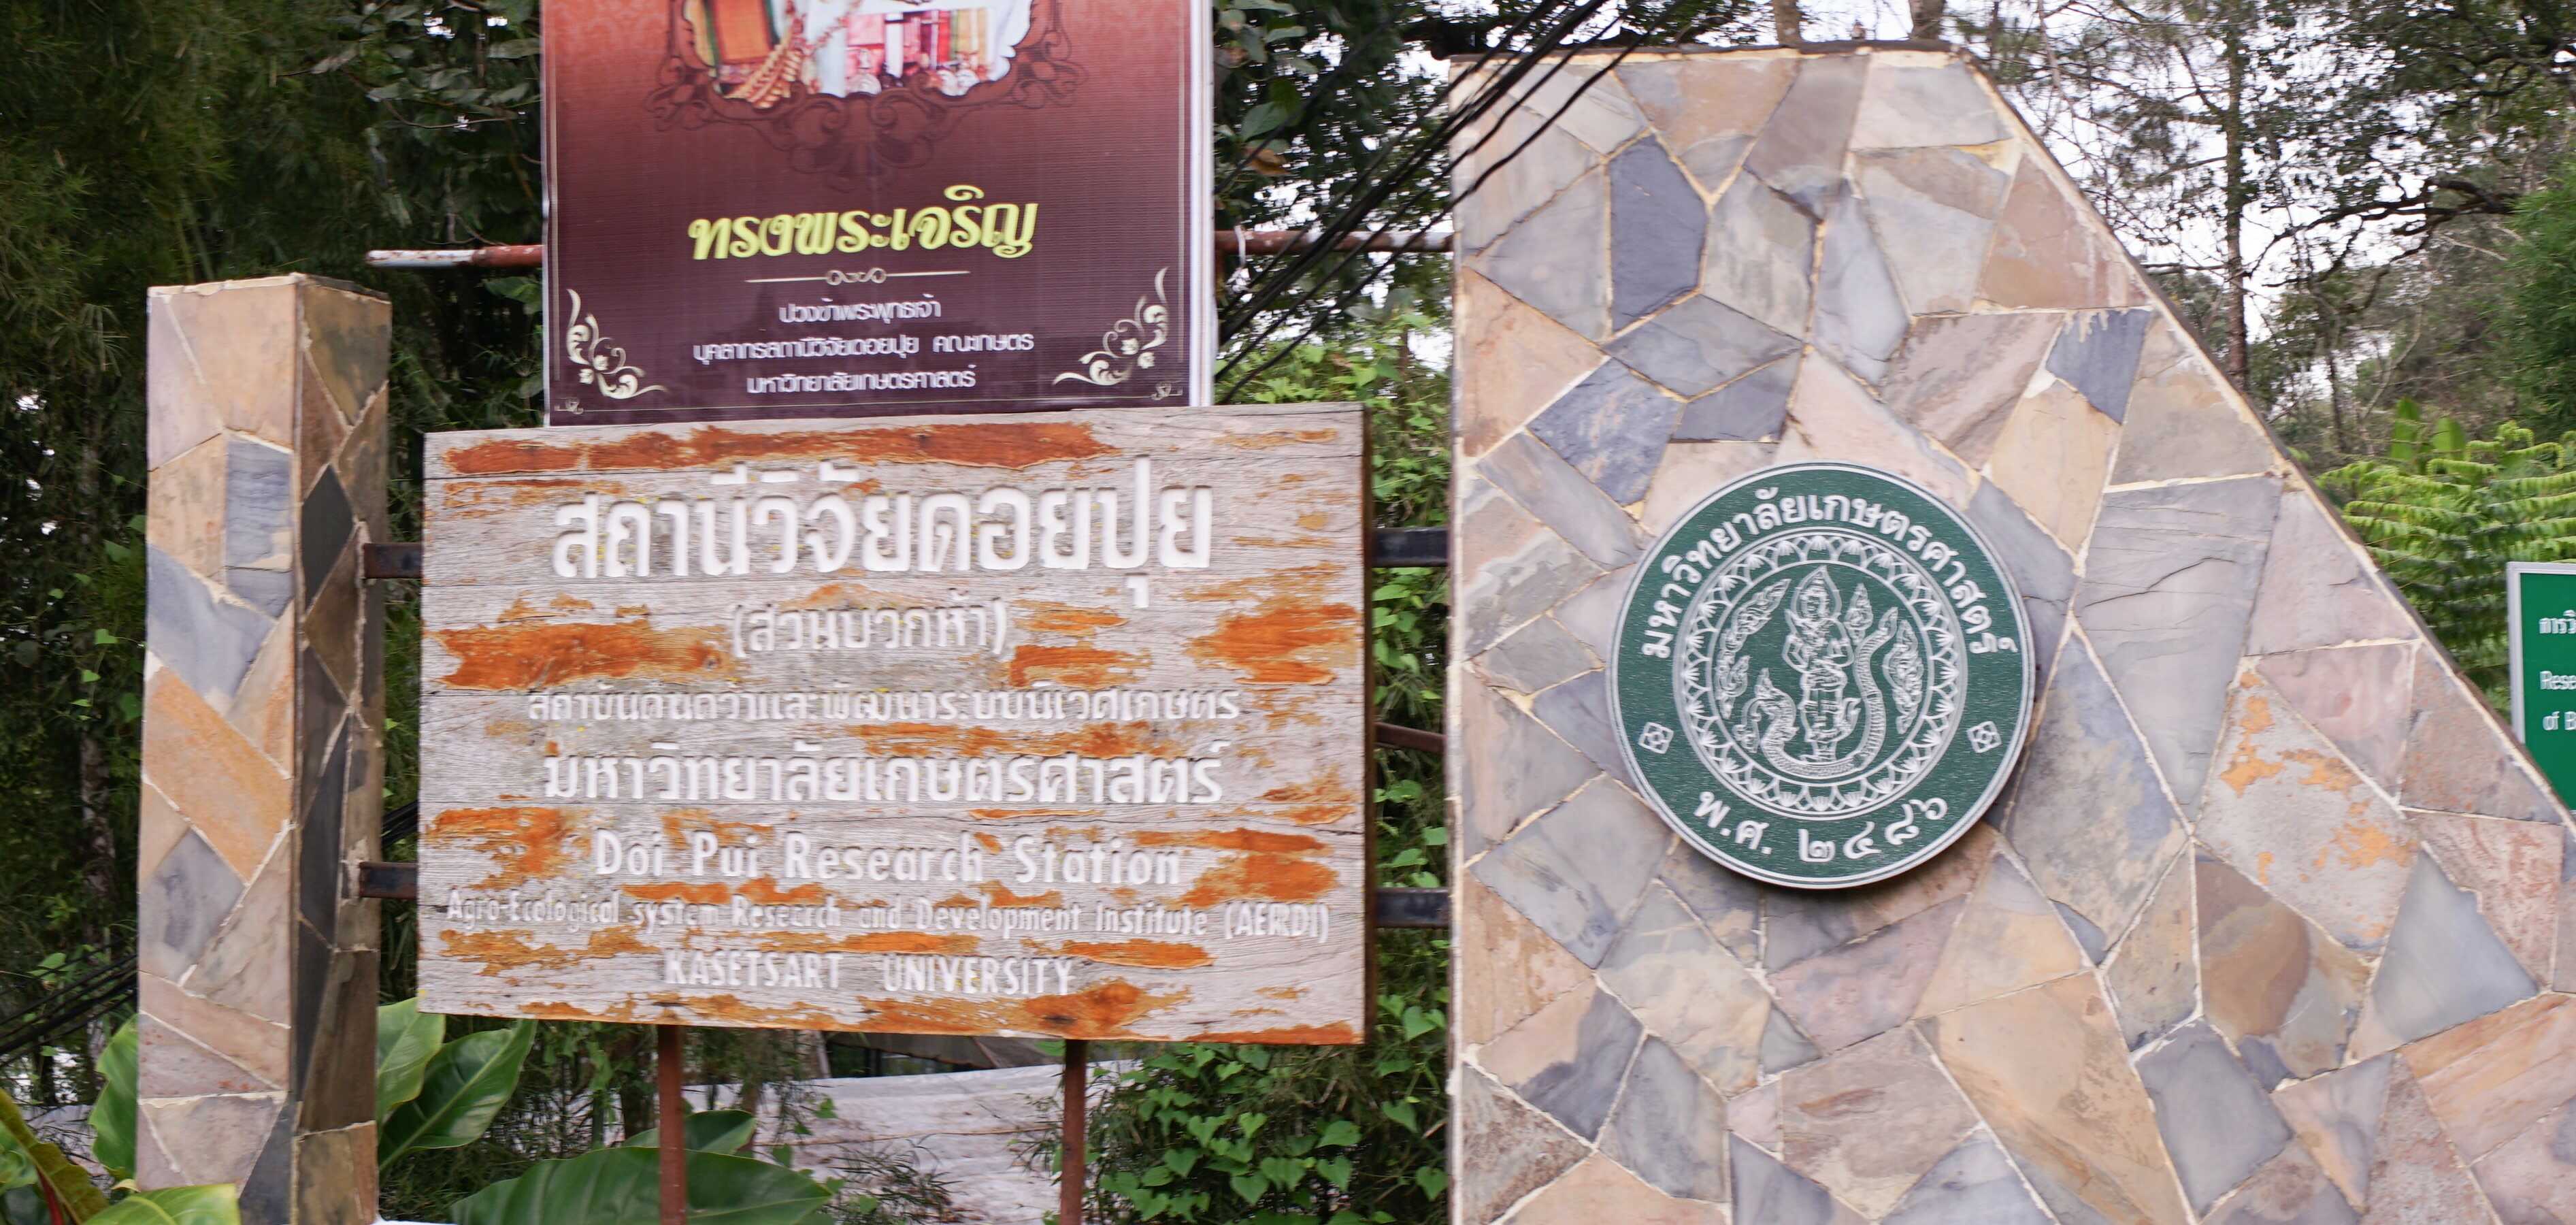 ทรงพระเจริญ
ปวงข้าพระพุทธเจ้า
บุคลากรสถานีวิจัยดอยปุย คณะเกษตร
มหาวิทยาลัยเกษตรศาสตร์
สถานีวิจัยดอยปุย
(สวนบวกห้า)
สถาบันค้นคว้าและพัฒนาระบบนิเวศเกษตร
มหาวิทยาลัยเกษตรศาสตร์
Doi Pui Research Station
Agro-Ecological system Research and Development Institute (AERDI)
KASETSART UNIVERSITY
มหาวิทยาลัยเกษตรศาสตร์
พ.ศ. ๒๔๘๖
of